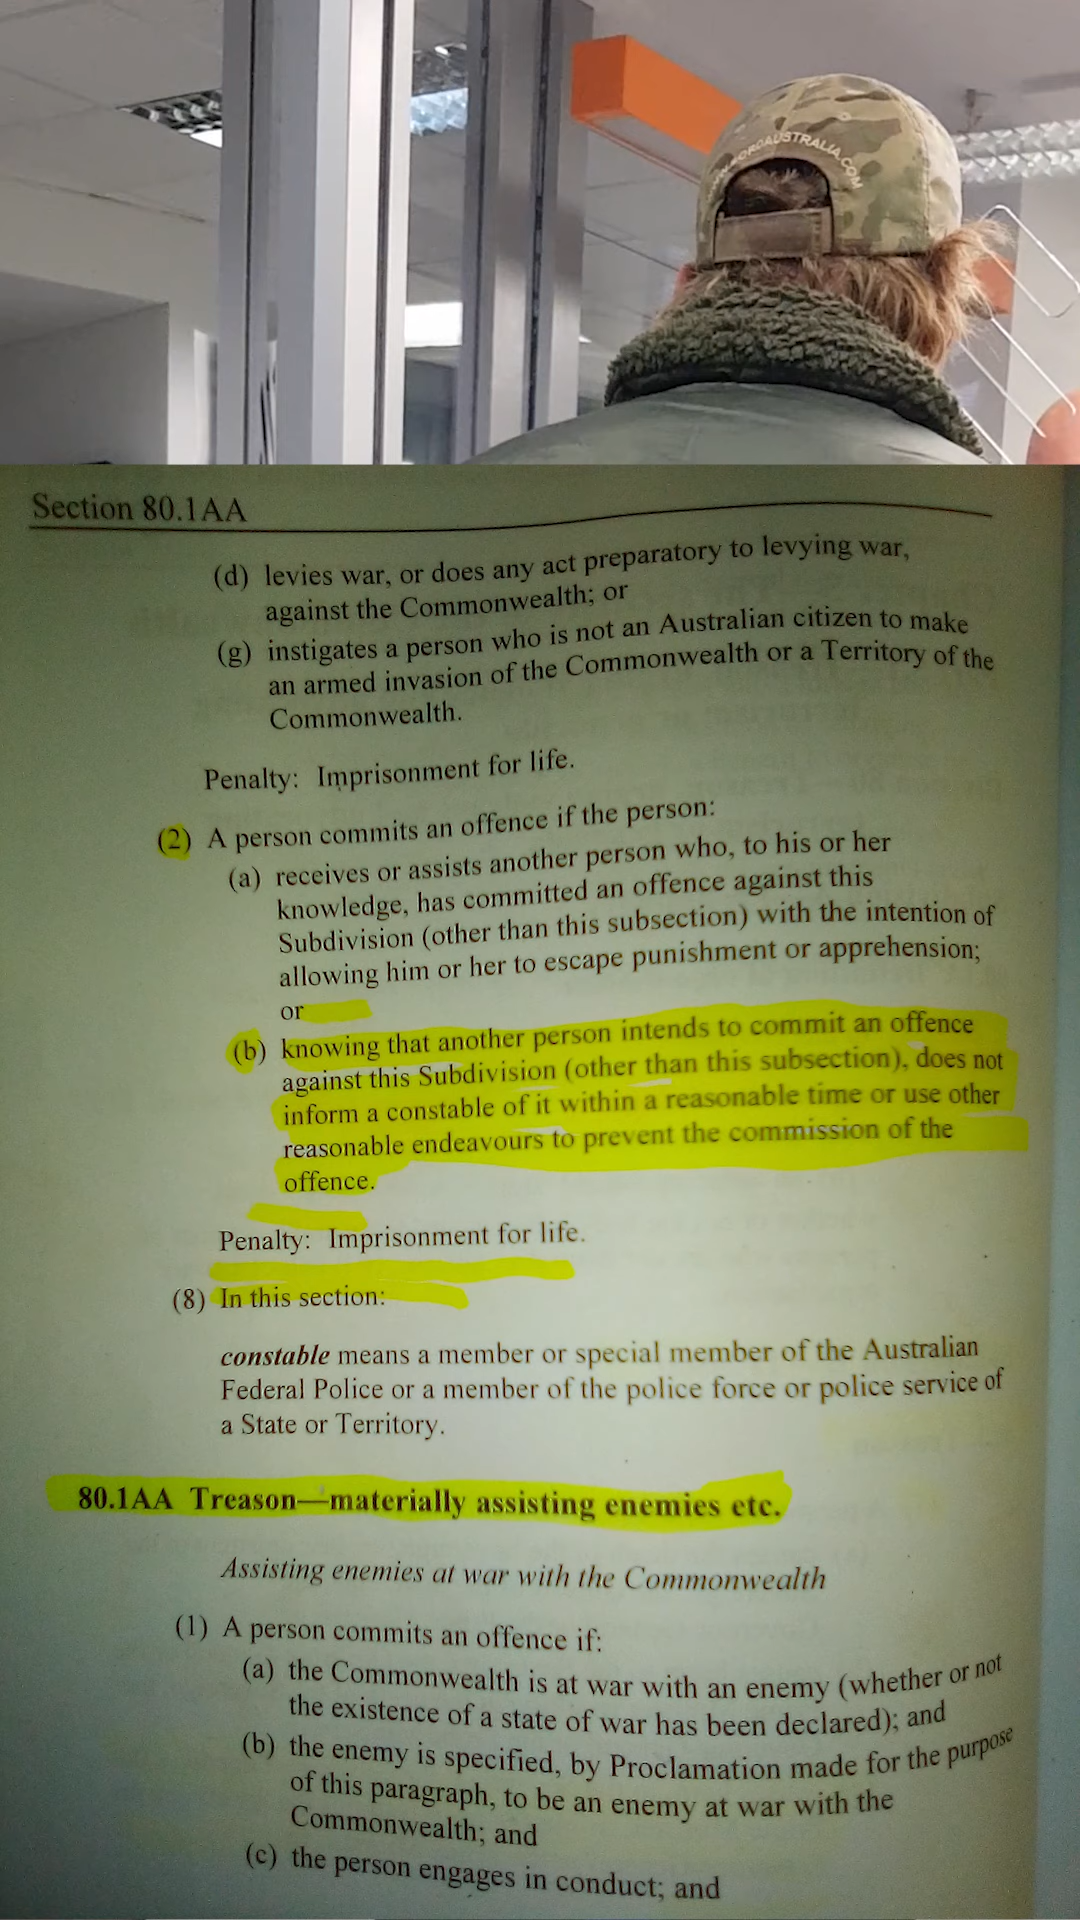 ORDAUSTRALIA.COM
Section 80.1AA
(d) levies war, or does any act preparatory to levying war,
against the Commonwealth; or
(g) instigates a person who is not an Australian citizen to make
an armed invasion of the Commonwealth or a Territory of the
Commonwealth.
Penalty: Imprisonment for life.
(2) A person commits an offence if the person:
(a) receives or assists another person who, to his or her
knowledge, has committed an offence against this
Subdivision (other than this subsection) with the intention of
allowing him or her to escape punishment or apprehension;
or
(b) knowing that another person intends to commit an offence
against this Subdivision (other than this subsection), does not
inform a constable of it within a reasonable time or use other
reasonable endeavours to prevent the commission of the
offence.
Penalty: Imprisonment for life.
(8) In this section:
constable means a member or special member of the Australian
Federal Police or a member of the police force or police service of
a State or Territory.
80.1AA Treason—materially assisting enemies etc.
Assisting enemies at war with the Commonwealth
(1) A person commits an offence if:
(a) the Commonwealth is at war with an enemy (whether or not
the existence of a state of war has been declared); and
(b) the enemy is specified, by Proclamation made for the purpose
of this paragraph, to be an enemy at war with the
Commonwealth; and
(c) the person engages in conduct; and